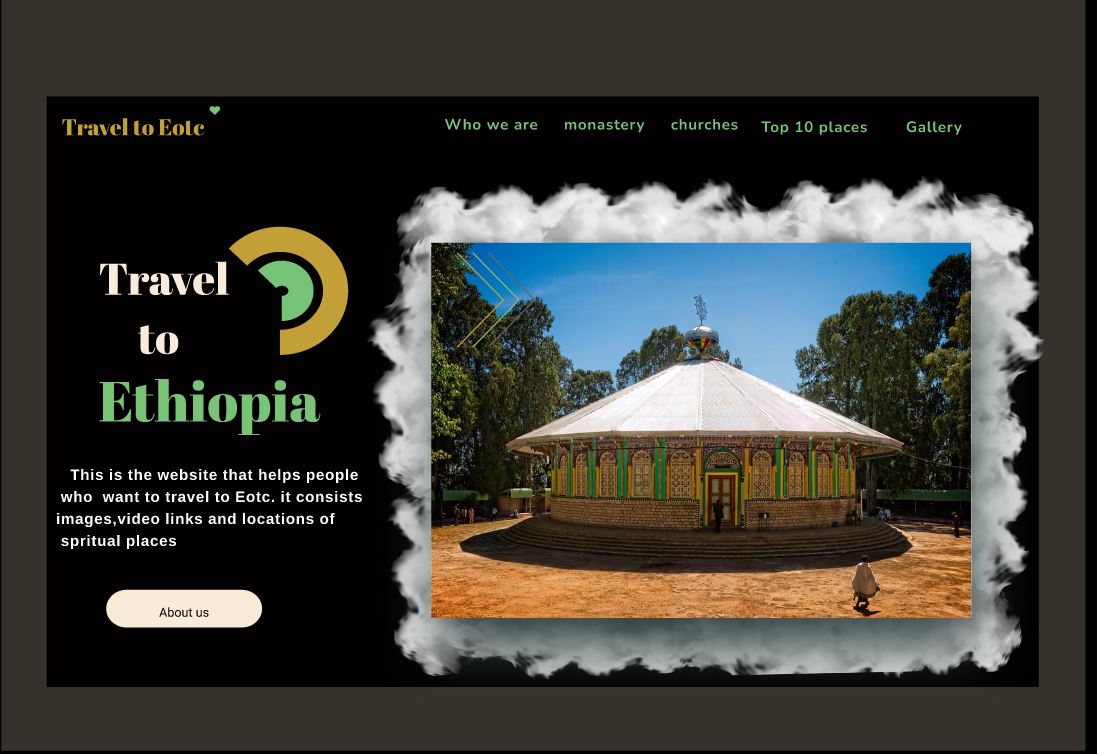 Travel to Eotc
Who we are monastery churches Top 10 places Gallery
Travel
to
Ethiopia
This is the website that helps people
who want to travel to Eotc. it consists
images,video links and locations of
spritual places
About us